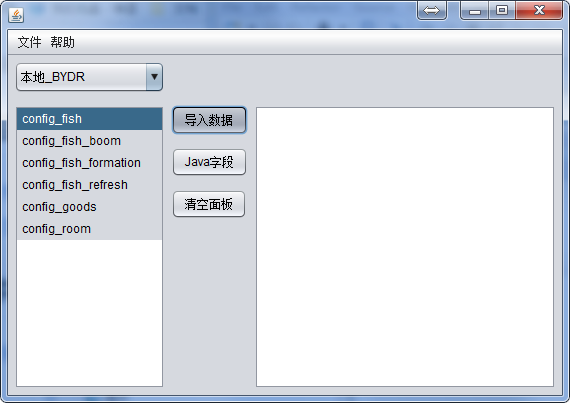 文件 帮助
本地_BYDR
config_fish
config_fish_boom
config_fish_formation
config_fish_refresh
config_goods
config_room
导入数据
Java字段
清空面板